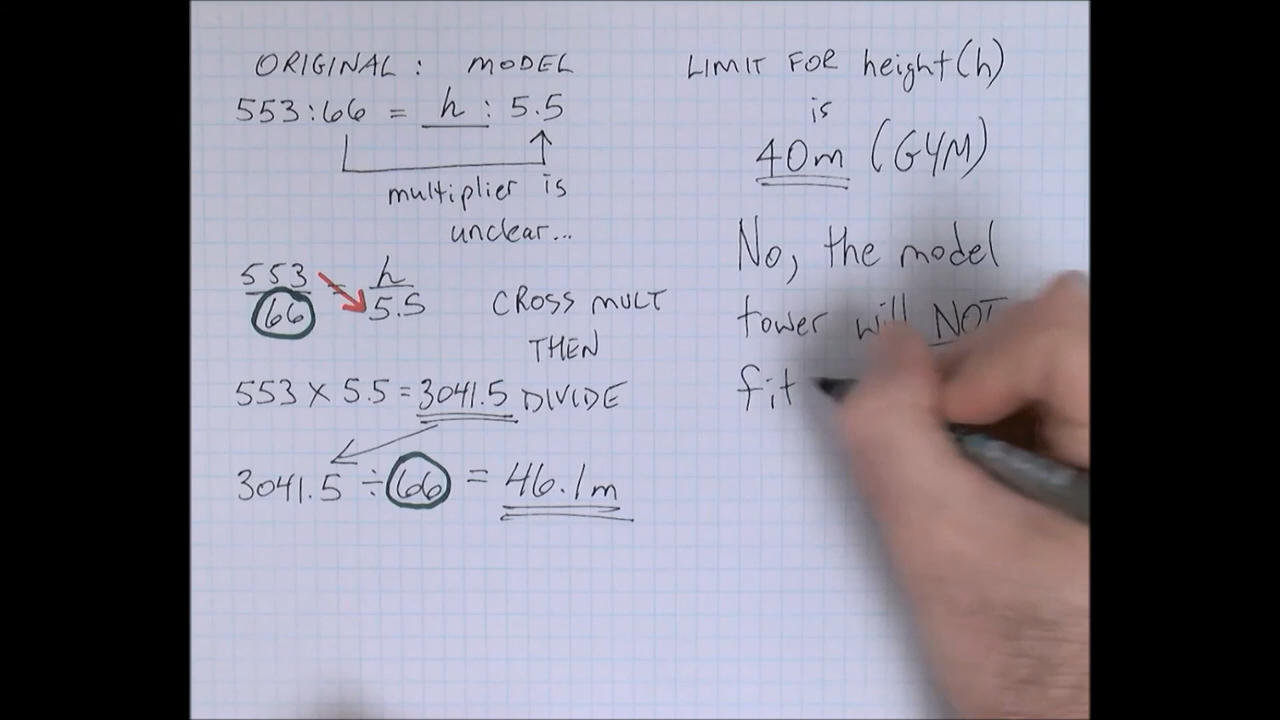 ORIGINAL : MODEL
553:66 = h : 5.5
multiplier is
unclear...
553/66 = h/5.5
CROSS MULT
THEN
553 x 5.5 = 3041.5 DIVIDE
3041.5 ÷ 66 = 46.1m
LIMIT FOR height(h)
is
40m (GYM)
No, the model
tower will NOT
fit